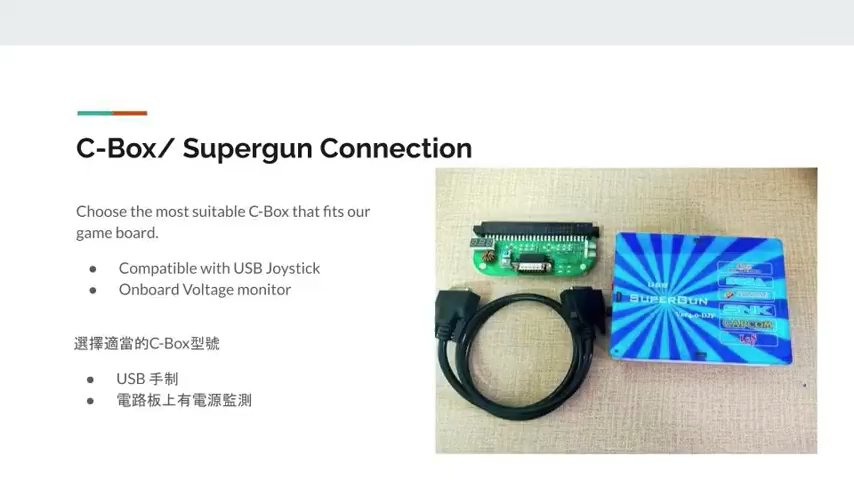 C-Box/ Supergun Connection
Choose the most suitable C-Box that fits our
game board.
● Compatible with USB Joystick
● Onboard Voltage monitor
選擇適當的C-Box型號
● USB 手制
● 電路板上有電源監測
USB
SUPERGUN
SNK
CAPCOM